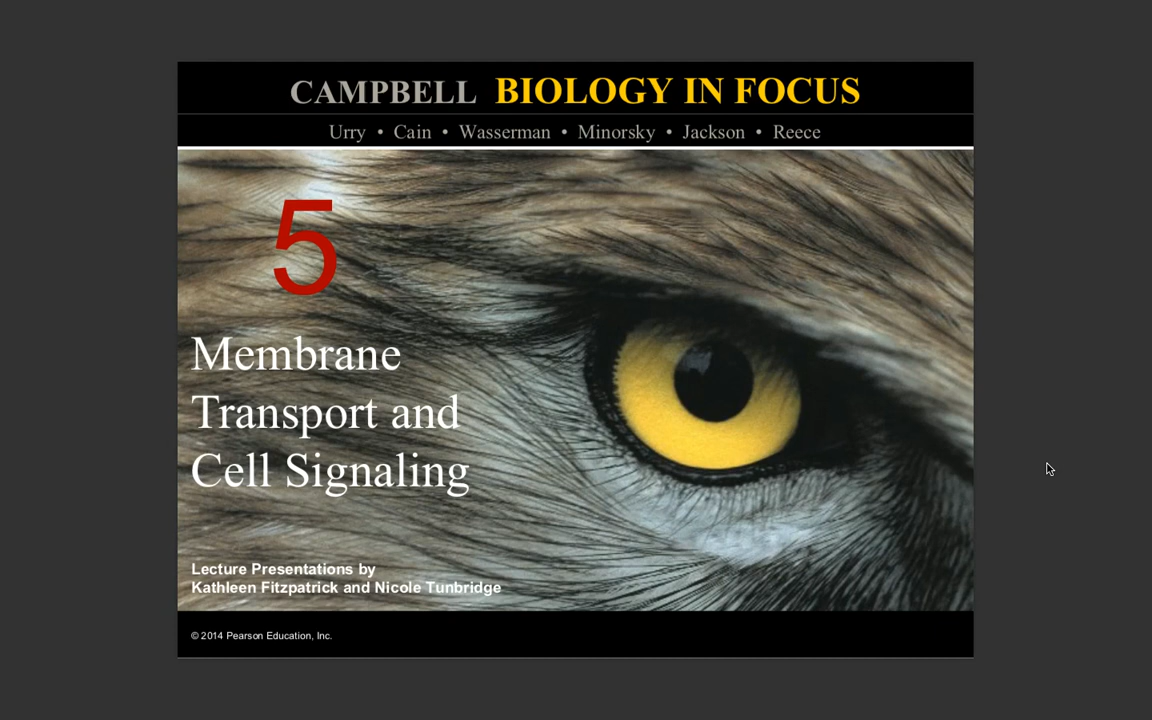 CAMPBELL BIOLOGY IN FOCUS
Urry • Cain • Wasserman • Minorsky • Jackson • Reece
5
Membrane
Transport and
Cell Signaling
Lecture Presentations by
Kathleen Fitzpatrick and Nicole Tunbridge
© 2014 Pearson Education, Inc.